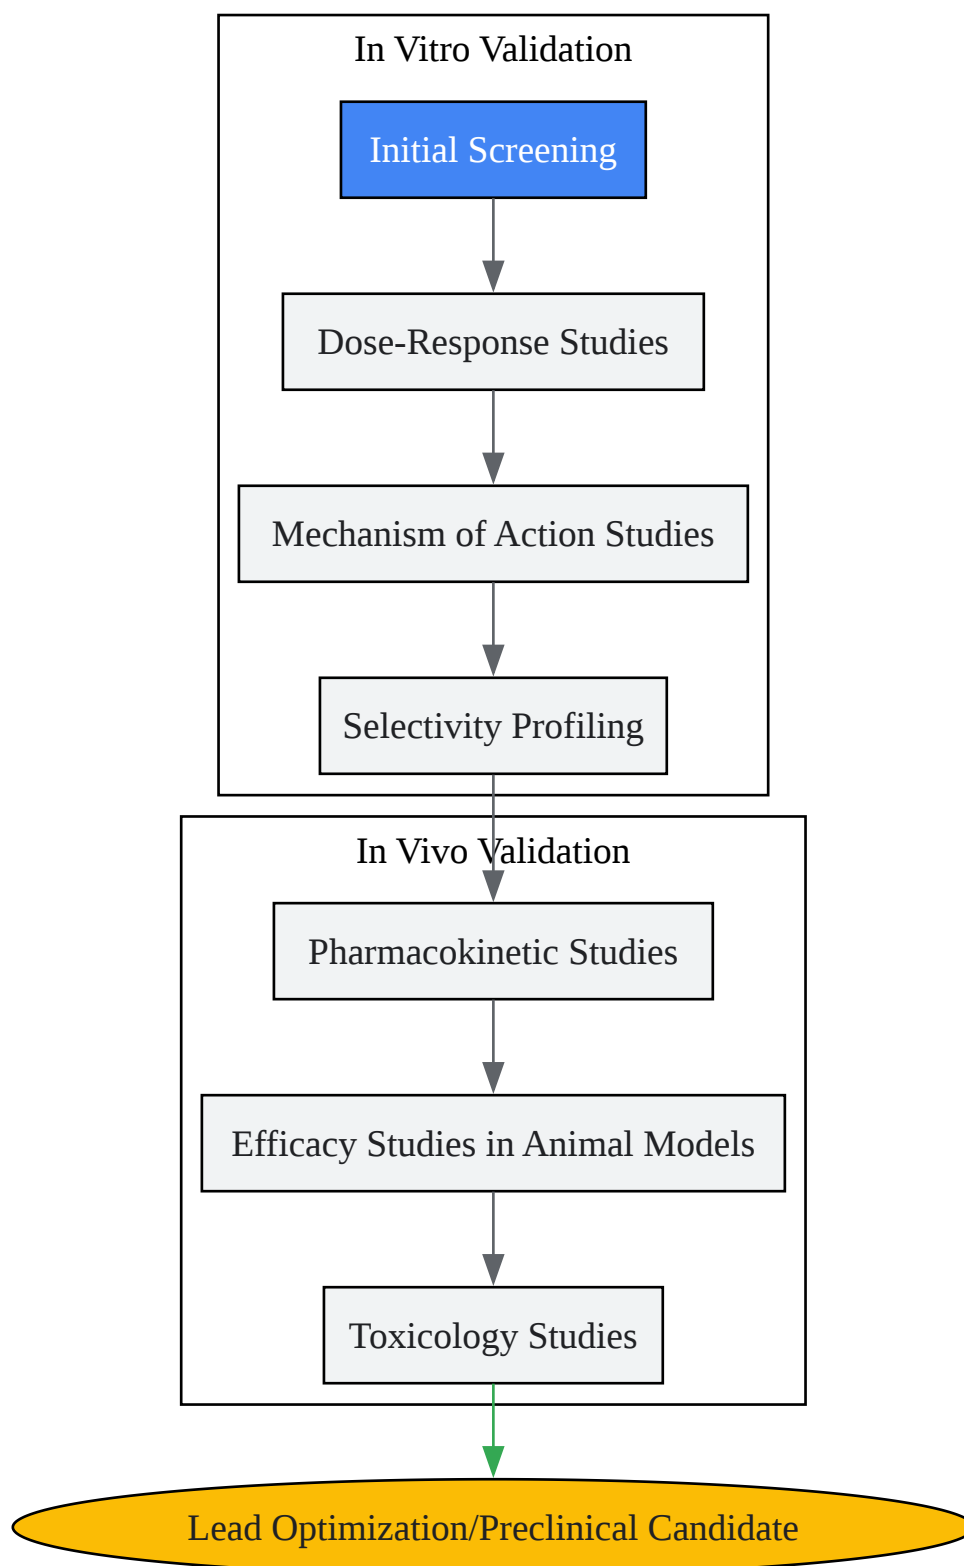 In Vitro Validation
Initial Screening
Dose-Response Studies
Mechanism of Action Studies
Selectivity Profiling
In Vivo Validation
Pharmacokinetic Studies
Efficacy Studies in Animal Models
Toxicology Studies
Lead Optimization/Preclinical Candidate